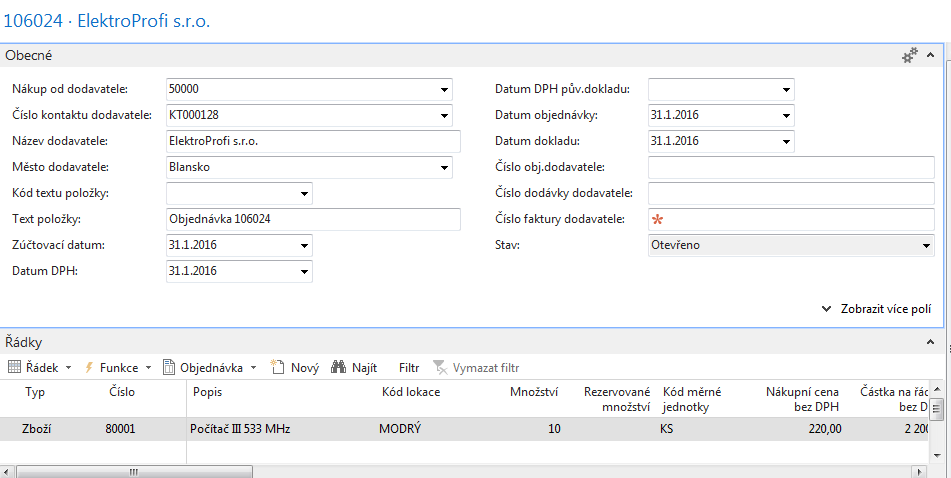 106024 · ElektroProfi s.r.o.
Obecné
Nákup od dodavatele: 50000
Číslo kontaktu dodavatele: KT000128
Název dodavatele: ElektroProfi s.r.o.
Město dodavatele: Blansko
Kód textu položky:
Text položky: Objednávka 106024
Zúčtovací datum: 31.1.2016
Datum DPH: 31.1.2016
Datum DPH pův.dokladu:
Datum objednávky: 31.1.2016
Datum dokladu: 31.1.2016
Číslo obj.dodavatele:
Číslo dodávky dodavatele:
Číslo faktury dodavatele: *
Stav: Otevřeno
Zobrazit více polí
Řádky
Řádek Funkce Objednávka Nový Najít Filtr Vymazat filtr
Typ Číslo Popis Kód lokace Množství Rezervované Kód měrné Nákupní cena Částka na řád
množství jednotky bez DPH bez D
Zboží 80001 Počítač III 533 MHz MODRÝ 10 KS 220,00 2 200